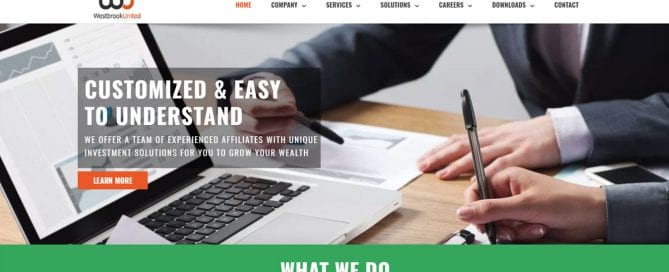 WestbrookUnited
HOME COMPANY SERVICES SOLUTIONS CAREERS DOWNLOADS CONTACT
CUSTOMIZED & EASY
TO UNDERSTAND
WE OFFER A TEAM OF EXPERIENCED AFFILIATES WITH UNIQUE
INVESTMENT SOLUTIONS FOR YOU TO GROW YOUR WEALTH
LEARN MORE
WHAT WE DO